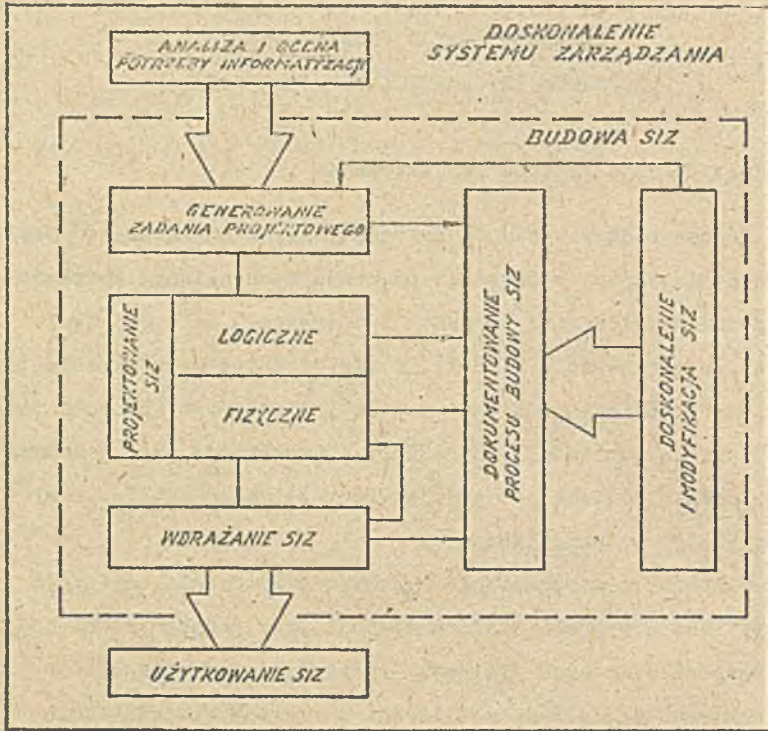 DOSKONALENIE
SYSTEMU ZARZĄDZANIA
ANALIZA I OCENA
POTRZEBY INFORMATYZACJI
BUDOWA SIZ
GENEROWANIE
ZADANIA PROJEKTOWEGO
PROJEKTOWANIE
SIZ
LOGICZNE
FIZYCZNE
WDRAŻANIE SIZ
DOKUMENTOWANIE
PROCESU BUDOWY SIZ
DOSKONALENIE
I MODYFIKACJA SIZ
UŻYTKOWANIE SIZ